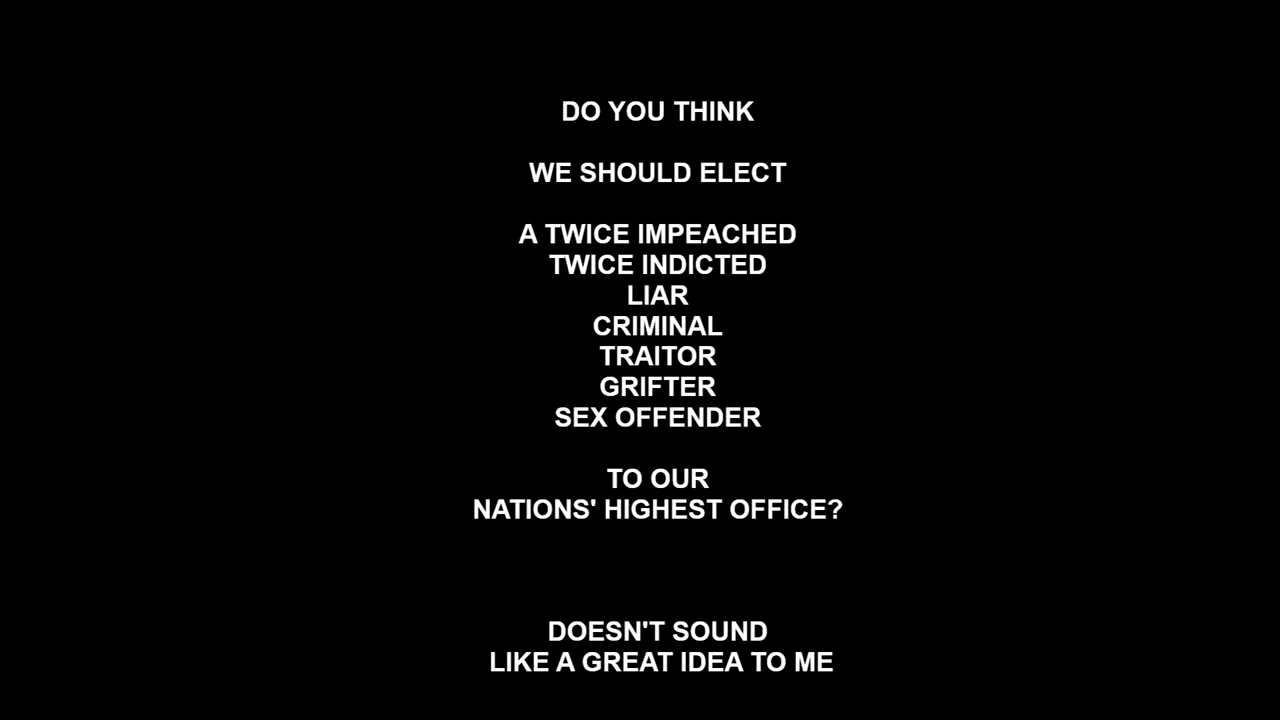 DO YOU THINK
WE SHOULD ELECT
A TWICE IMPEACHED
TWICE INDICTED
LIAR
CRIMINAL
TRAITOR
GRIFTER
SEX OFFENDER
TO OUR
NATIONS' HIGHEST OFFICE?
DOESN'T SOUND
LIKE A GREAT IDEA TO ME